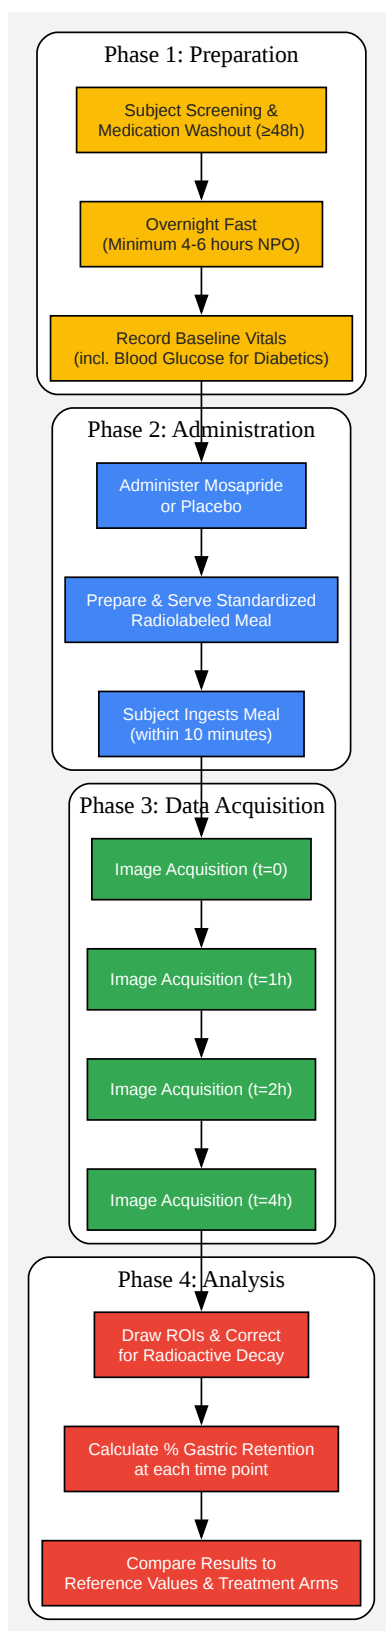 Phase 1: Preparation
Subject Screening &
Medication Washout (≥48h)
Overnight Fast
(Minimum 4-6 hours NPO)
Record Baseline Vitals
(incl. Blood Glucose for Diabetics)
Phase 2: Administration
Administer Mosapride
or Placebo
Prepare & Serve Standardized
Radiolabeled Meal
Subject Ingests Meal
(within 10 minutes)
Phase 3: Data Acquisition
Image Acquisition (t=0)
Image Acquisition (t=1h)
Image Acquisition (t=2h)
Image Acquisition (t=4h)
Phase 4: Analysis
Draw ROIs & Correct
for Radioactive Decay
Calculate % Gastric Retention
at each time point
Compare Results to
Reference Values & Treatment Arms